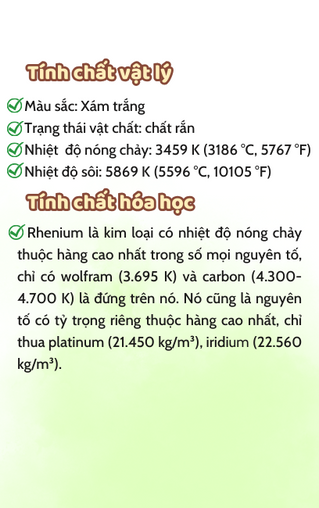 Tính chất vật lý
Màu sắc: Xám trắng
Trạng thái vật chất: chất rắn
Nhiệt độ nóng chảy: 3459 K (3186 °C, 5767 °F)
Nhiệt độ sôi: 5869 K (5596 °C, 10105 °F)
Tính chất hóa học
Rhenium là kim loại có nhiệt độ nóng chảy
thuộc hàng cao nhất trong số mọi nguyên tố,
chỉ có wolfram (3.695 K) và carbon (4.300-
4.700 K) là đứng trên nó. Nó cũng là nguyên
tố có tỷ trọng riêng thuộc hàng cao nhất, chỉ
thua platinum (21.450 kg/m³), iridium (22.560
kg/m³).